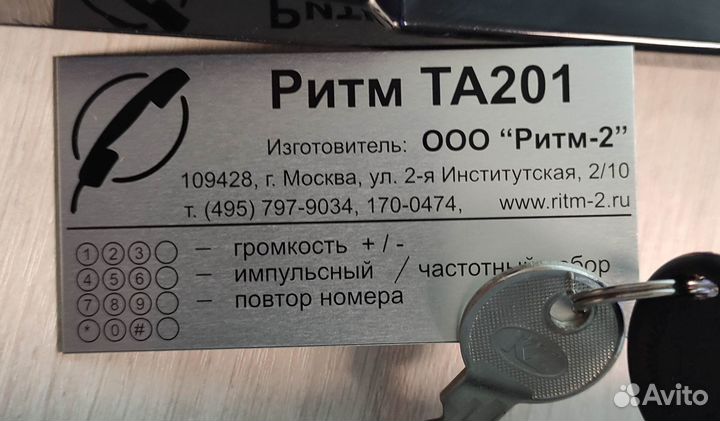 Ритм ТА201
Изготовитель: ООО “Ритм-2”
109428, г. Москва, ул. 2-я Институтская, 2/10
т. (495) 797-9034, 170-0474, www.ritm-2.ru
1 2 3 – громкость + / -
4 5 6 – импульсный / частотный
7 8 9 – повтор номера
* 0 #
Avito